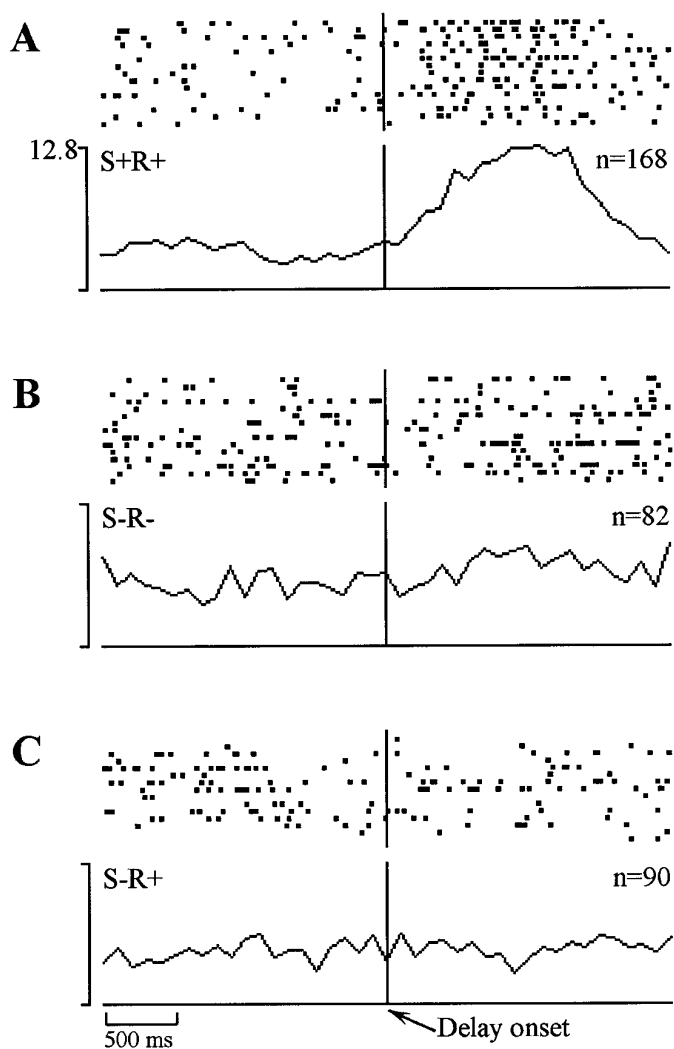 A
12.8
S+R+
n=168
B
S-R-
n=82
C
S-R+
n=90
500 ms
Delay onset